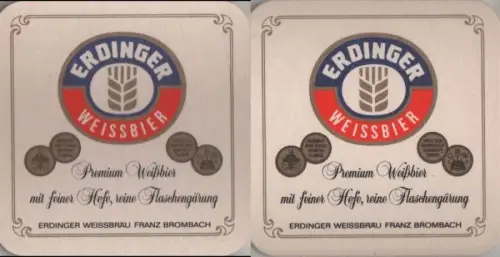 ERDINGER
WEISSBIER
Premium Weißbier
mit feiner Hefe, reine Flaschengärung
ERDINGER WEISSBRÄU FRANZ BROMBACH
ERDINGER
WEISSBIER
Premium Weißbier
mit feiner Hefe, reine Flaschengärung
ERDINGER WEISSBRÄU FRANZ BROMBACH